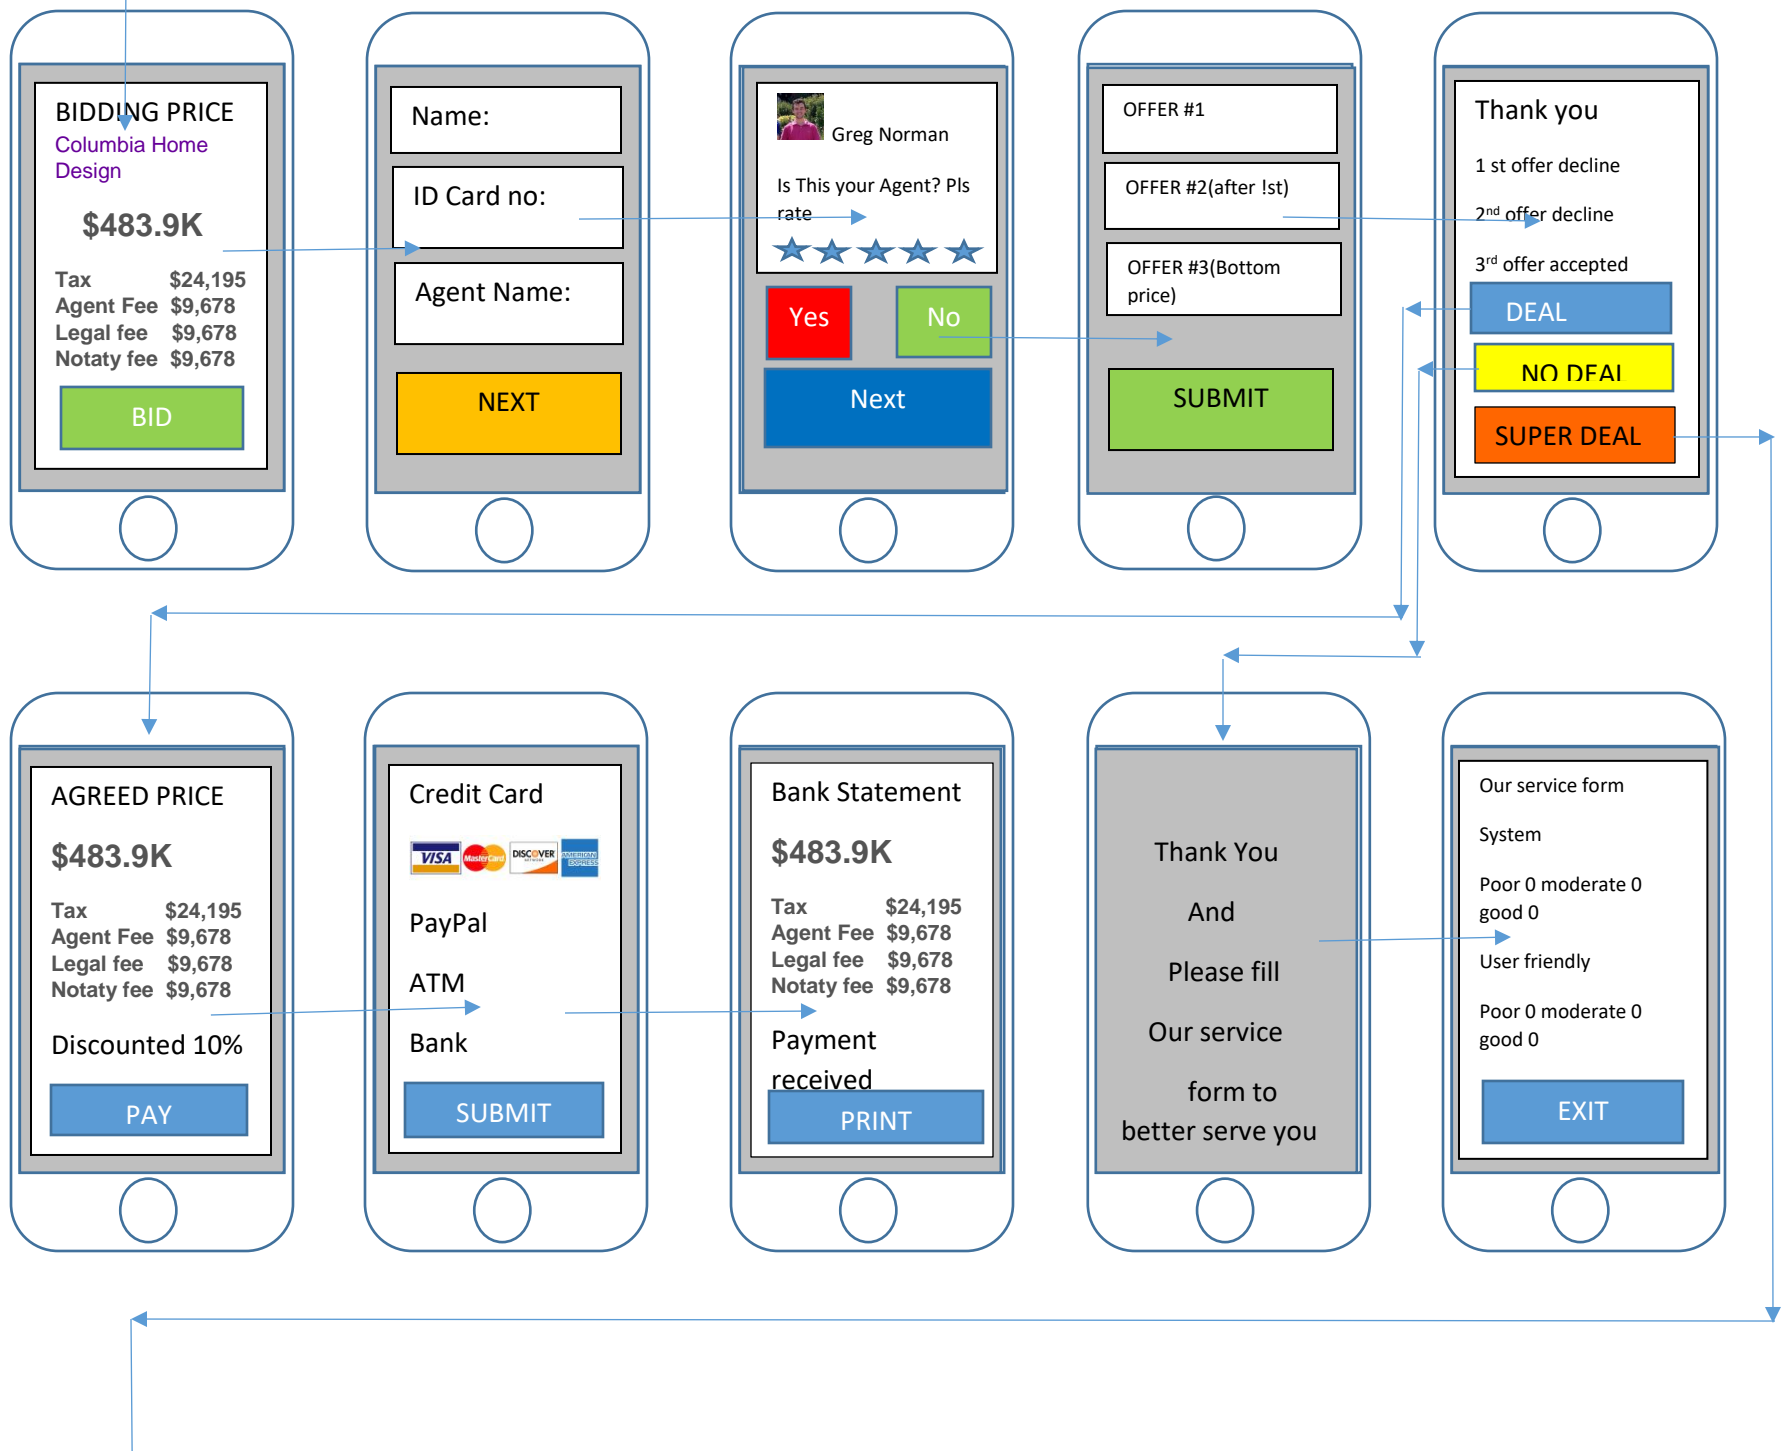 BIDDING PRICE
Columbia Home
Design
$483.9K
Tax $24,195
Agent Fee $9,678
Legal fee $9,678
Notaty fee $9,678
BID
Name:
ID Card no:
Agent Name:
NEXT
Greg Norman
Is This your Agent? Pls
rate
Yes
No
Next
OFFER #1
OFFER #2(after !st)
OFFER #3(Bottom
price)
SUBMIT
Thank you
1 st offer decline
2nd offer decline
3rd offer accepted
DEAL
NO DEAL
SUPER DEAL
AGREED PRICE
$483.9K
Tax $24,195
Agent Fee $9,678
Legal fee $9,678
Notaty fee $9,678
Discounted 10%
PAY
Credit Card
VISA MasterCard DISCOVER AMERICAN
NETWORK EXPRESS
PayPal
ATM
Bank
SUBMIT
Bank Statement
$483.9K
Tax $24,195
Agent Fee $9,678
Legal fee $9,678
Notaty fee $9,678
Payment
received
PRINT
Thank You
And
Please fill
Our service
form to
better serve you
Our service form
System
Poor 0 moderate 0
good 0
User friendly
Poor 0 moderate 0
good 0
EXIT